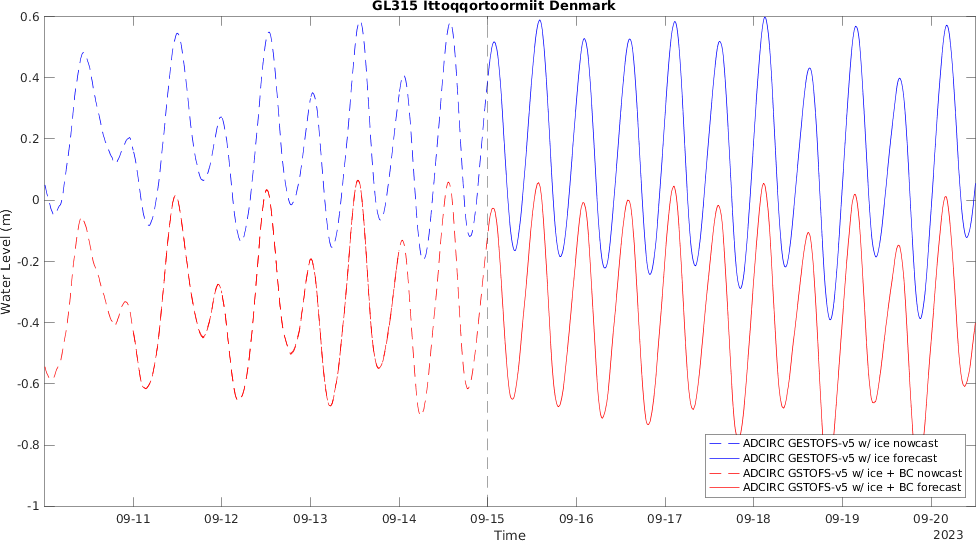 GL315 Ittoqqortoormiit Denmark
0.6
0.4
0.2
0
-0.2
-0.4
-0.6
-0.8
-1
Water Level (m)
09-11 09-12 09-13 09-14 09-15 09-16 09-17 09-18 09-19 09-20
Time
2023
ADCIRC GESTOFS-v5 w/ ice nowcast
ADCIRC GESTOFS-v5 w/ ice forecast
ADCIRC GSTOFS-v5 w/ ice + BC nowcast
ADCIRC GSTOFS-v5 w/ ice + BC forecast